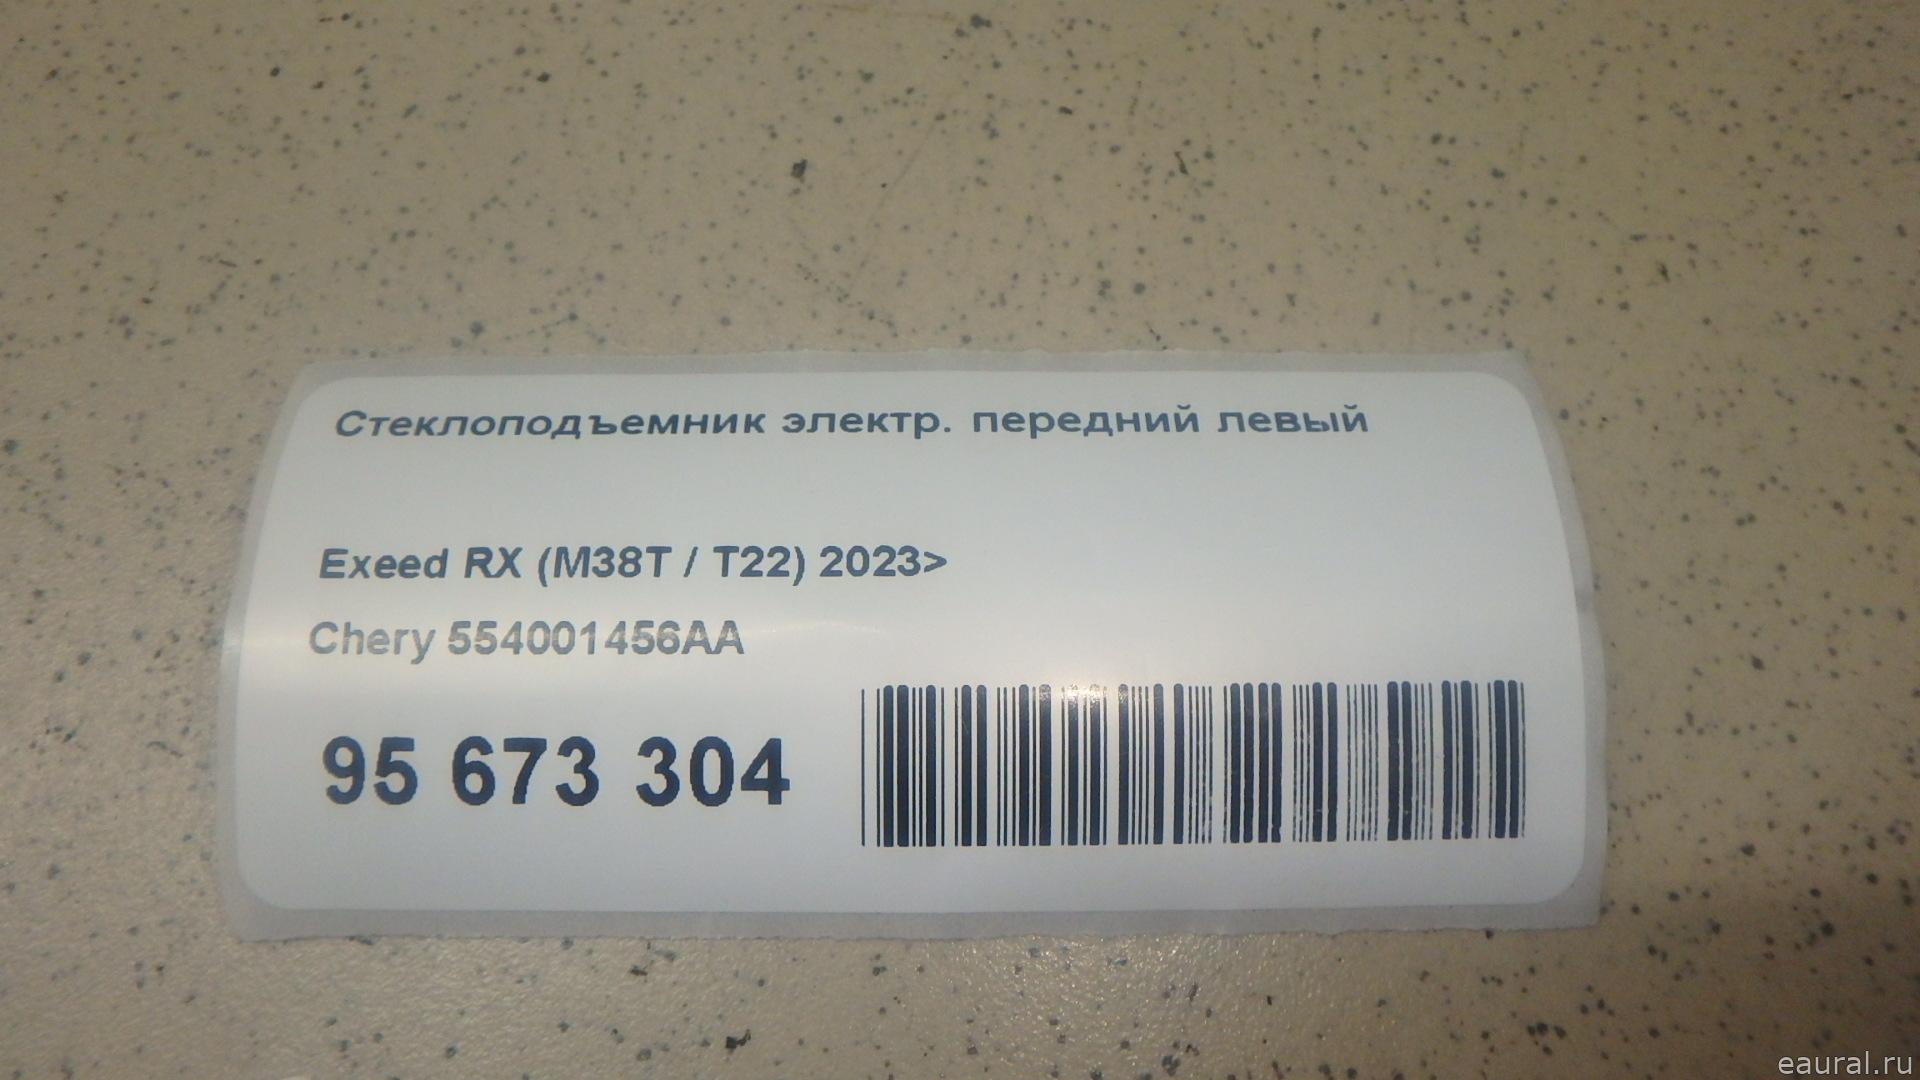 Стеклоподъемник электр. передний левый
Exeed RX (M38T / T22) 2023>
Chery 554001456AA
95 673 304
eaural.ru